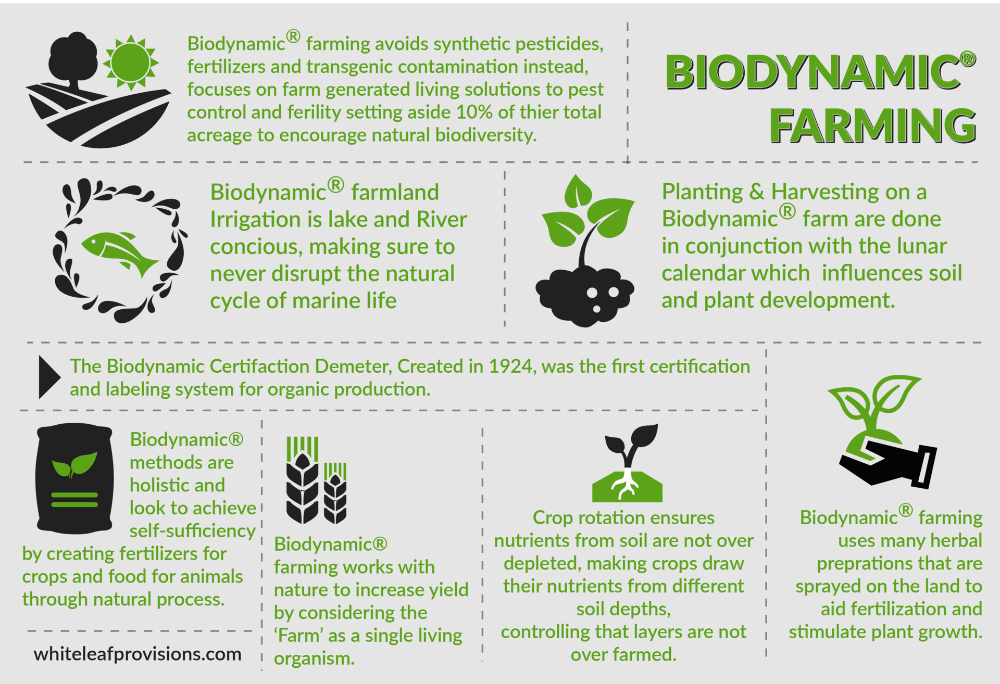 Biodynamic® farming avoids synthetic pesticides,
fertilizers and transgenic contamination instead,
focuses on farm generated living solutions to pest
control and ferility setting aside 10% of thier total
acreage to encourage natural biodiversity.
BIODYNAMIC®
FARMING
Biodynamic® farmland
Irrigation is lake and River
concious, making sure to
never disrupt the natural
cycle of marine life
Planting & Harvesting on a
Biodynamic® farm are done
in conjunction with the lunar
calendar which influences soil
and plant development.
The Biodynamic Certifaction Demeter, Created in 1924, was the first certification
and labeling system for organic production.
Biodynamic®
methods are
holistic and
look to achieve
self-sufficiency
by creating fertilizers for
crops and food for animals
through natural process.
whiteleafprovisions.com
Biodynamic®
farming works with
nature to increase yield
by considering the
‘Farm’ as a single living
organism.
Crop rotation ensures
nutrients from soil are not over
depleted, making crops draw
their nutrients from different
soil depths,
controlling that layers are not
over farmed.
Biodynamic® farming
uses many herbal
preprations that are
sprayed on the land to
aid fertilization and
stimulate plant growth.